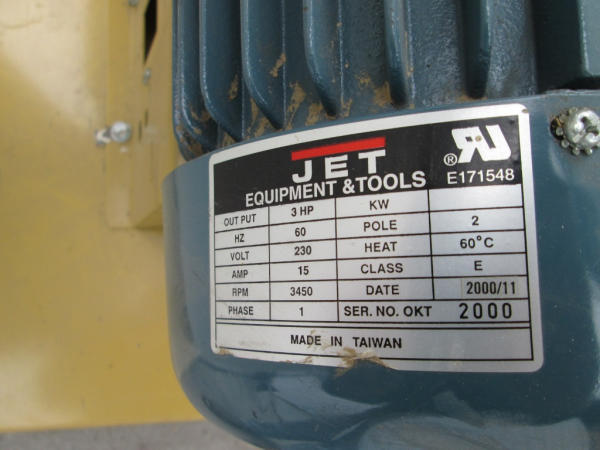 JET
EQUIPMENT & TOOLS
® RU
E171548
OUT PUT 3 HP KW
HZ 60 POLE 2
VOLT 230 HEAT 60°C
AMP 15 CLASS E
RPM 3450 DATE 2000/11
PHASE 1 SER. NO. OKT 2000
MADE IN TAIWAN